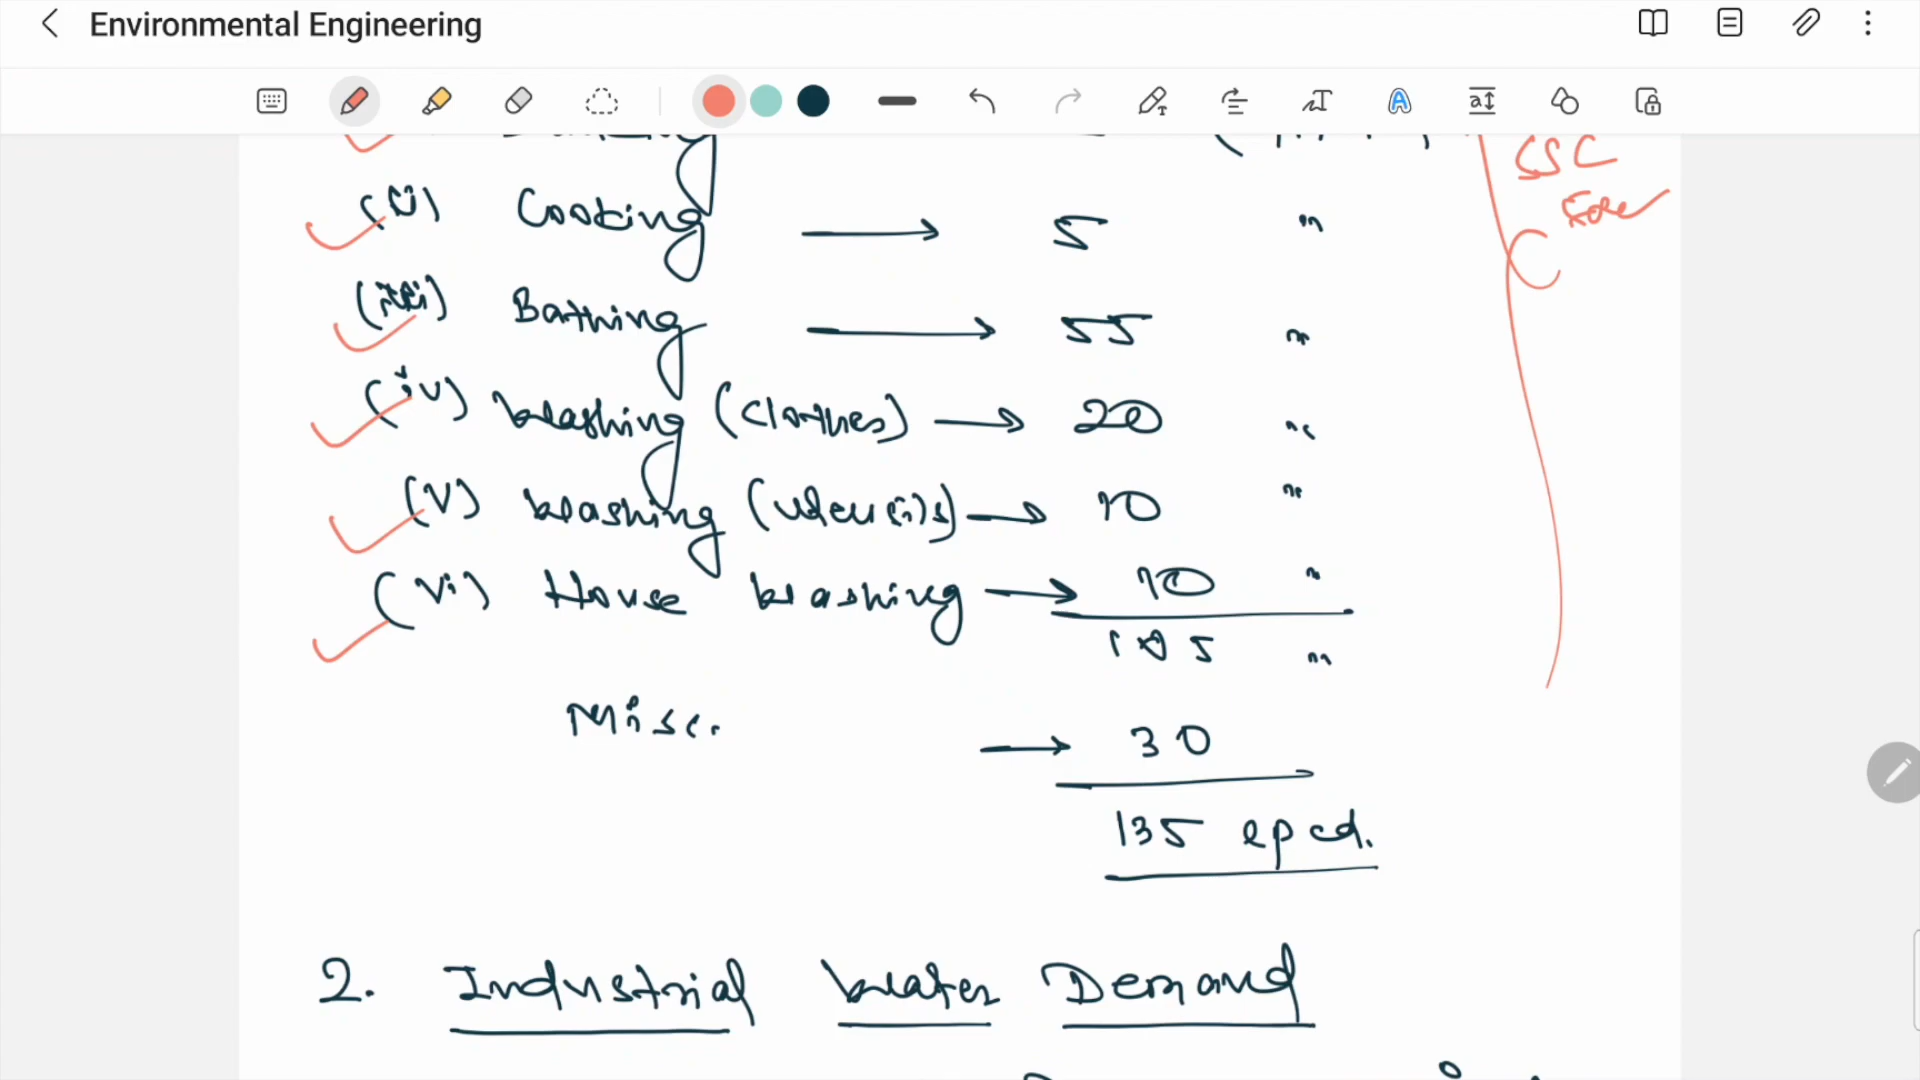 Environmental Engineering
SSC
(ii) Cooking → 5 "
(iii) Bathing → 55 "
(iv) Washing (Clothes) → 20 "
(V) Washing (Utensils) → 10 "
(Vi) House Washing → 10 "
105 "
Misc. → 30
135 lpcd.
2. Industrial Water Demand